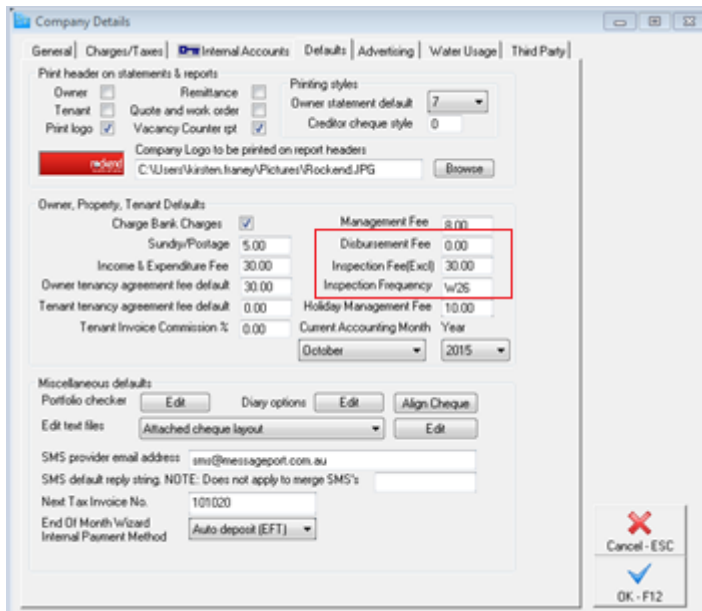 Company Details
General Charges/Taxes Internal Accounts Defaults Advertising Water Usage Third Party
Print header on statements & reports
Owner Remittance
Tenant Quote and work order
Print logo Vacancy Counter rpt
Printing styles
Owner statement default 7
Creditor cheque style 0
Company Logo to be printed on report headers
rockend C:\Users\kirsten.franey\Pictures\Rockend.JPG Browse
Owner, Property, Tenant Defaults
Charge Bank Charges Management Fee 8.00
Sundry/Postage 5.00 Disbursement Fee 0.00
Income & Expenditure Fee 30.00 Inspection Fee(Excl) 30.00
Owner tenancy agreement fee default 30.00 Inspection Frequency W26
Tenant tenancy agreement fee default 0.00 Holiday Management Fee 10.00
Tenant Invoice Commission % 0.00 Current Accounting Month Year
October 2015
Miscellaneous defaults
Portfolio checker Edit Diary options Edit Align Cheque
Edit text files Attached cheque layout Edit
SMS provider email address sms@messageport.com.au
SMS default reply string. NOTE: Does not apply to merge SMS's
Next Tax Invoice No. 101020
End Of Month Wizard
Internal Payment Method Auto deposit (EFT)
Cancel - ESC
OK - F12